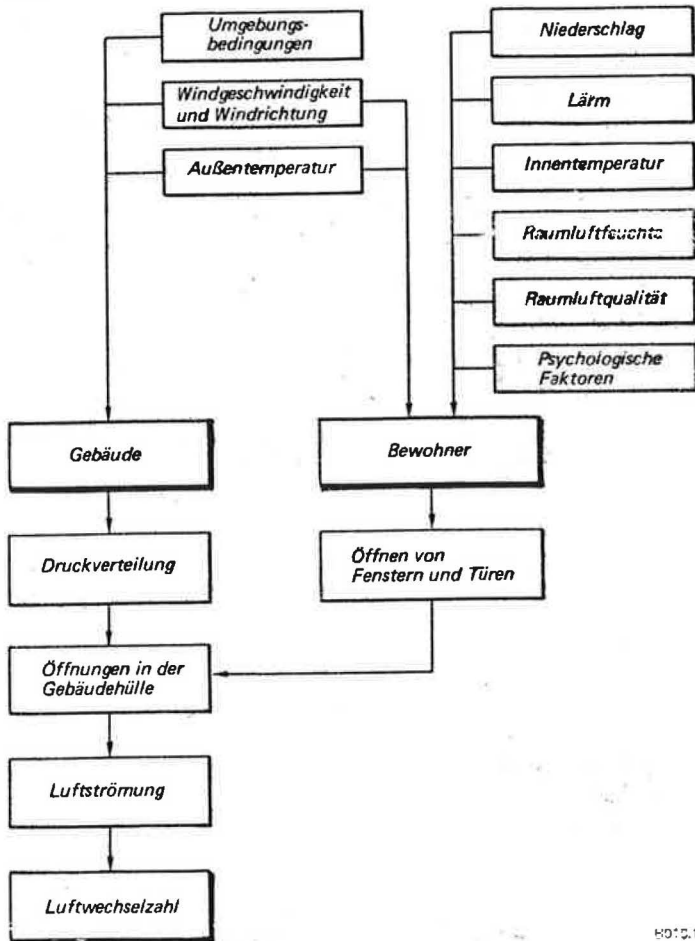 Umgebungs-
bedingungen
Windgeschwindigkeit
und Windrichtung
Außentemperatur
Niederschlag
Lärm
Innentemperatur
Raumluftfeuchte
Raumluftqualität
Psychologische
Faktoren
Gebäude
Bewohner
Druckverteilung
Öffnen von
Fenstern und Türen
Öffnungen in der
Gebäudehülle
Luftströmung
Luftwechselzahl